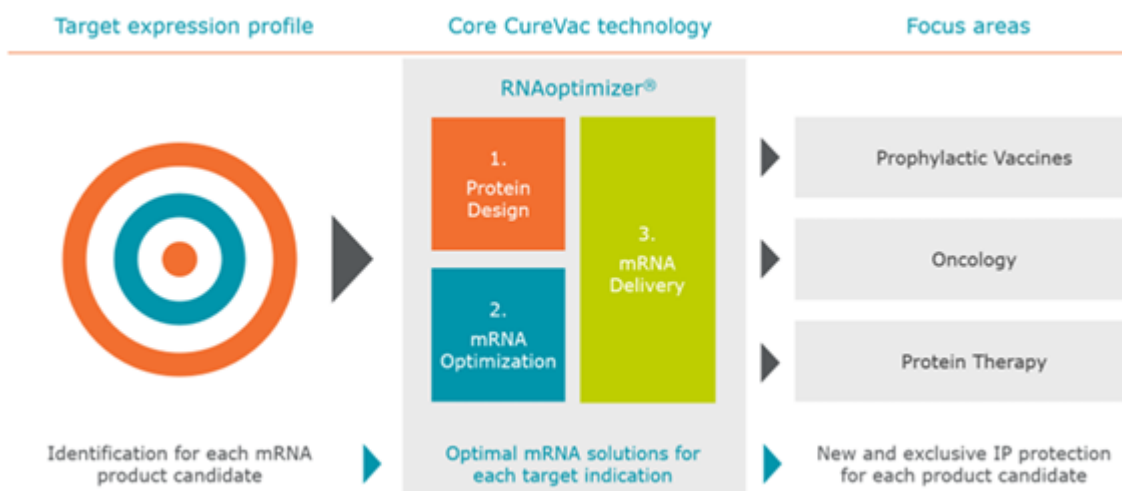 Target expression profile
Core CureVac technology
Focus areas
RNAoptimizer®
1.
Protein
Design
2.
mRNA
Optimization
3.
mRNA
Delivery
Prophylactic Vaccines
Oncology
Protein Therapy
Identification for each mRNA
product candidate
Optimal mRNA solutions for
each target indication
New and exclusive IP protection
for each product candidate